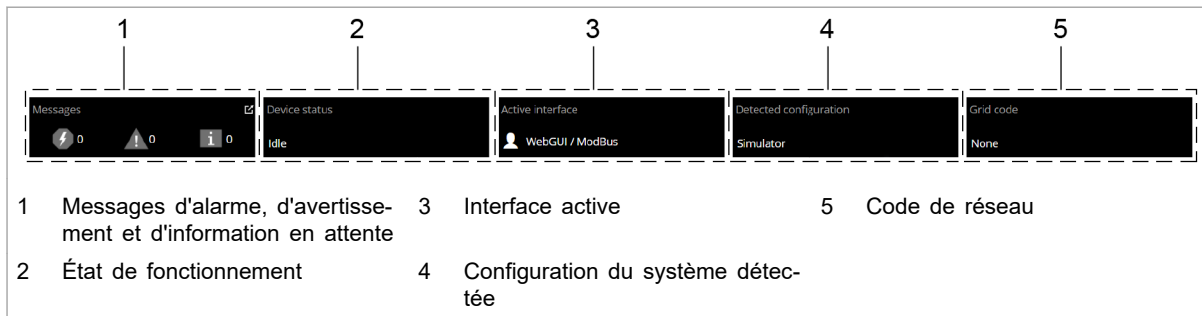 1 2 3 4 5
Messages Device status Active interface Detected configuration Grid code
0 0 i 0 Idle WebGUI / ModBus Simulator None
1 Messages d'alarme, d'avertisse- 3 Interface active 5 Code de réseau
ment et d'information en attente
2 État de fonctionnement 4 Configuration du système détec-
tée